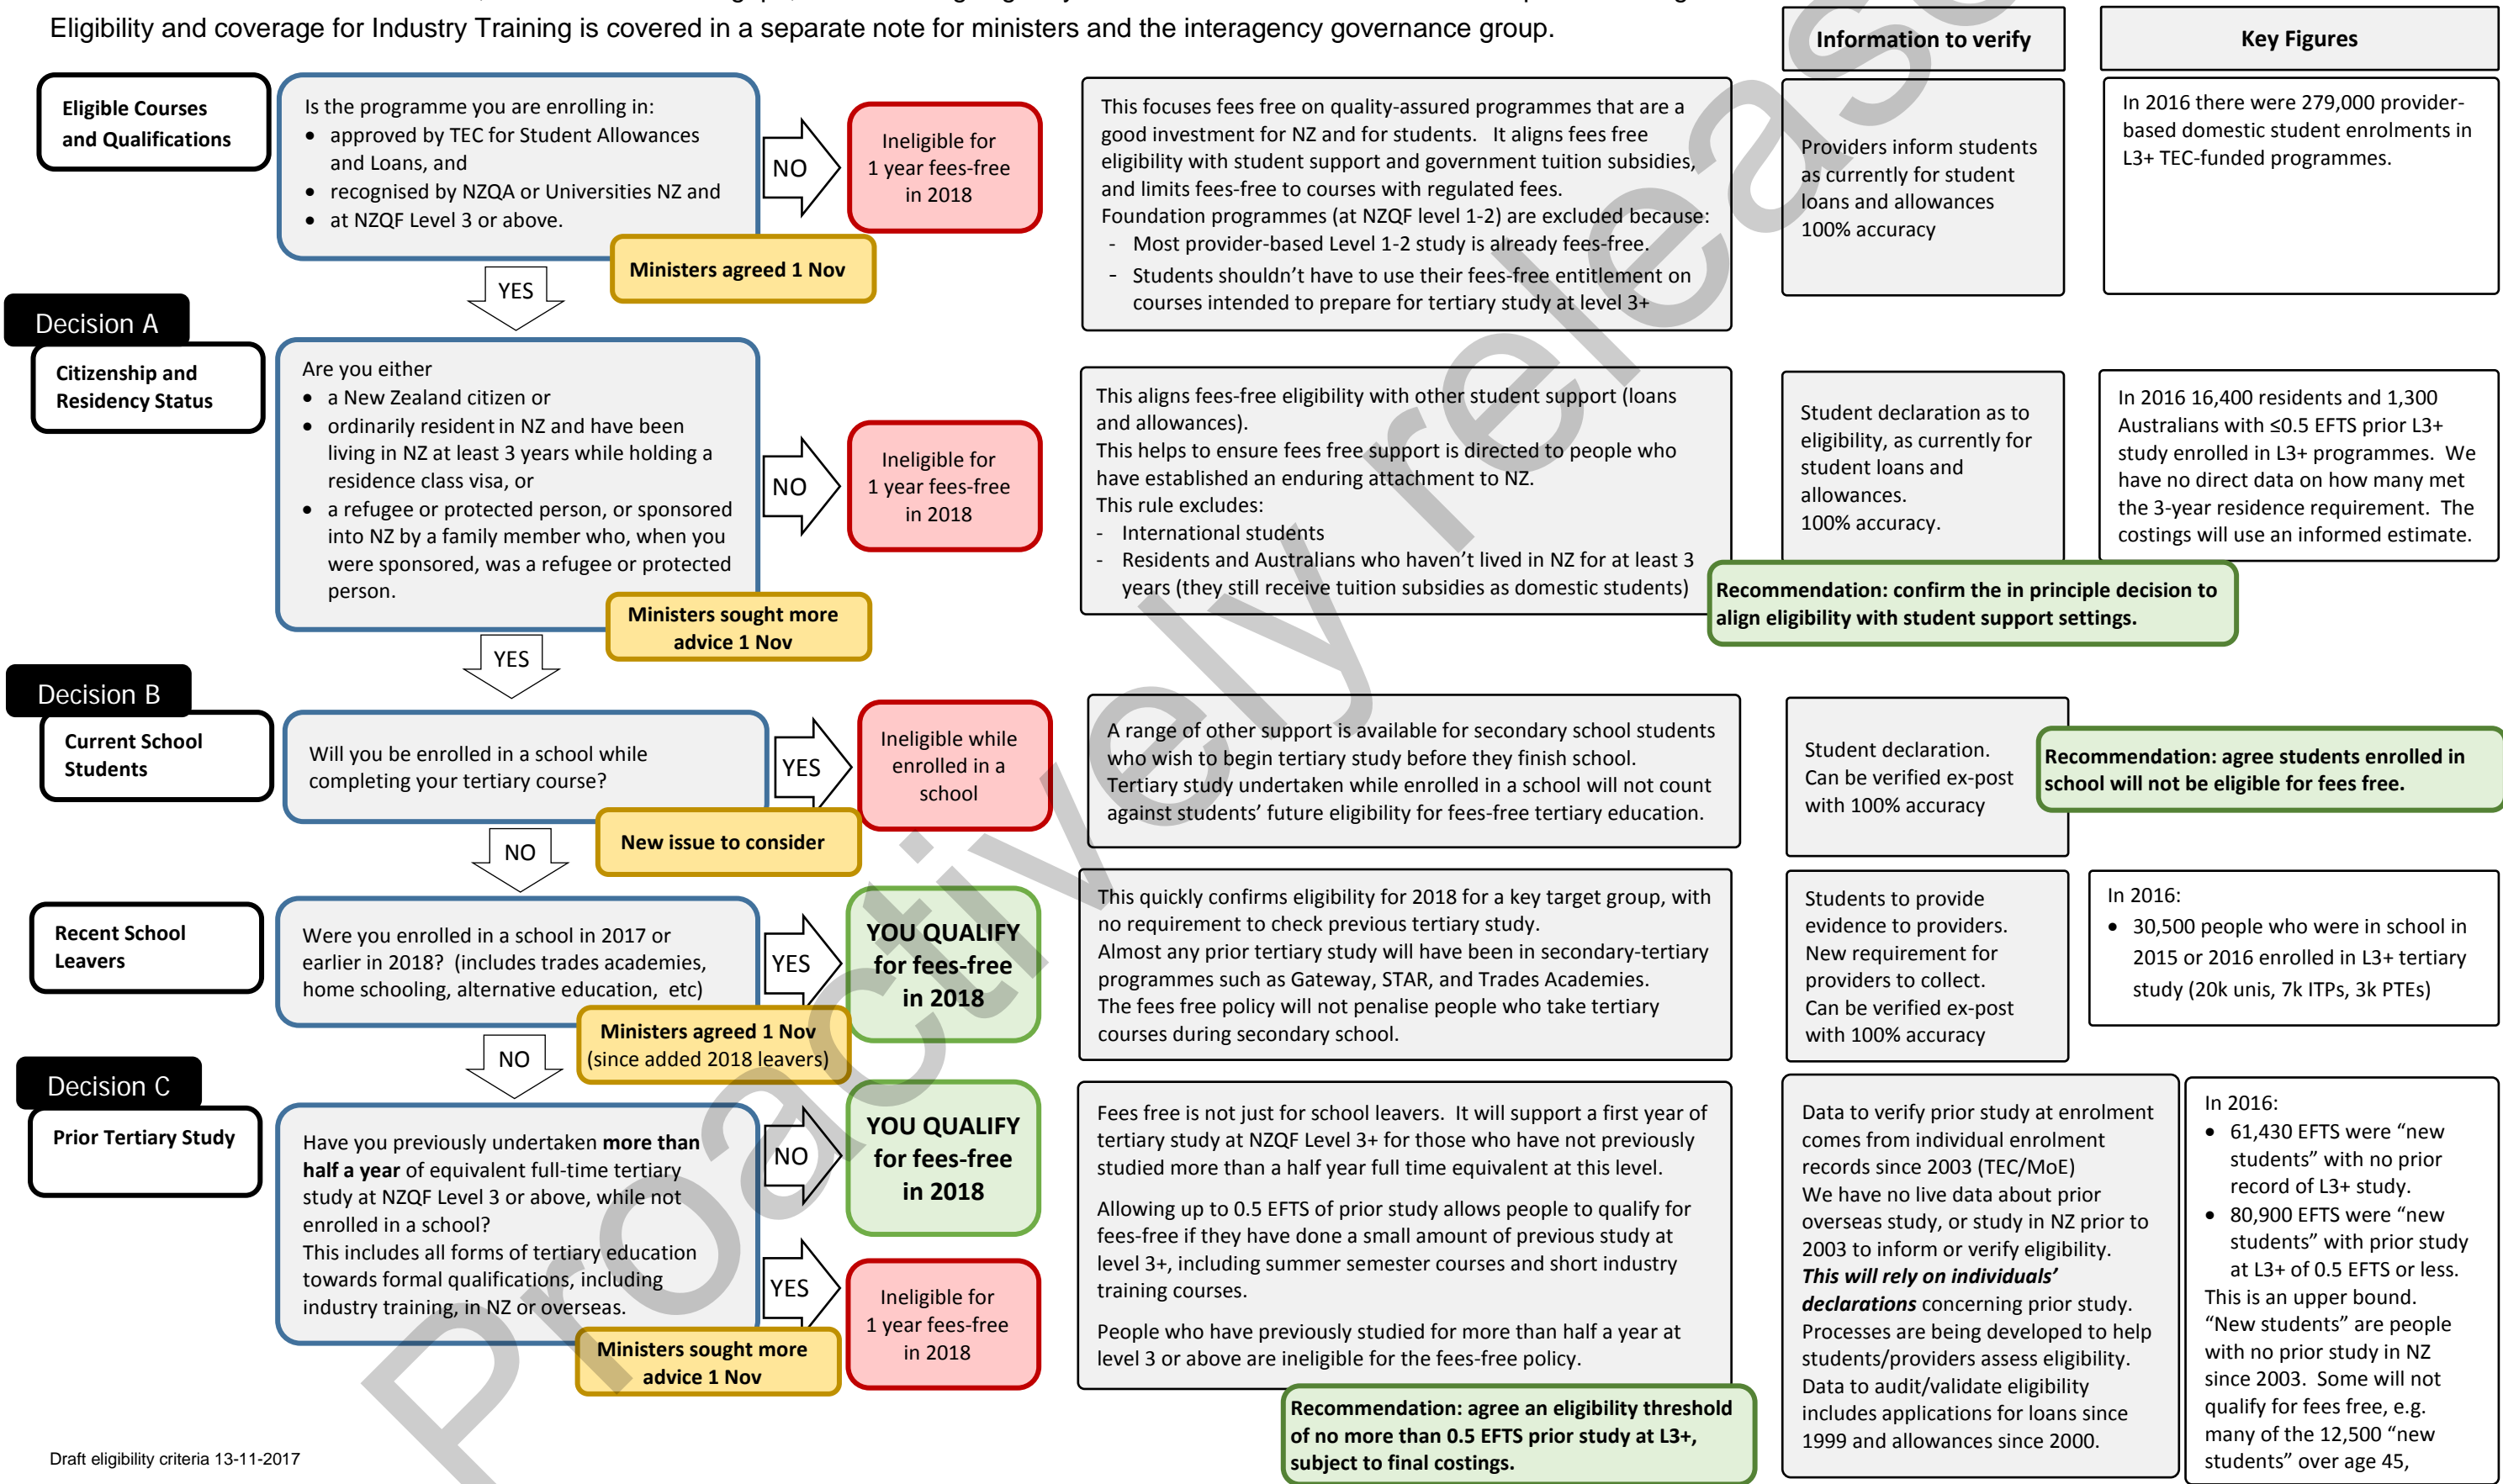 Eligibility and coverage for Industry Training is covered in a separate note for ministers and the interagency governance group.
Information to verify
Key Figures
Eligible Courses
and Qualifications
Is the programme you are enrolling in:
• approved by TEC for Student Allowances
and Loans, and
• recognised by NZQA or Universities NZ and
• at NZQF Level 3 or above.
Ministers agreed 1 Nov
NO
Ineligible for
1 year fees-free
in 2018
This focuses fees free on quality-assured programmes that are a
good investment for NZ and for students. It aligns fees free
eligibility with student support and government tuition subsidies,
and limits fees-free to courses with regulated fees.
Foundation programmes (at NZQF level 1-2) are excluded because:
- Most provider-based Level 1-2 study is already fees-free.
- Students shouldn't have to use their fees-free entitlement on
courses intended to prepare for tertiary study at level 3+
Providers inform students
as currently for student
loans and allowances
100% accuracy
In 2016 there were 279,000 provider-
based domestic student enrolments in
L3+ TEC-funded programmes.
YES
Decision A
Citizenship and
Residency Status
Are you either
• a New Zealand citizen or
• ordinarily resident in NZ and have been
living in NZ at least 3 years while holding a
residence class visa, or
• a refugee or protected person, or sponsored
into NZ by a family member who, when you
were sponsored, was a refugee or protected
person.
Ministers sought more
advice 1 Nov
NO
Ineligible for
1 year fees-free
in 2018
This aligns fees-free eligibility with other student support (loans
and allowances).
This helps to ensure fees free support is directed to people who
have established an enduring attachment to NZ.
This rule excludes:
- International students
- Residents and Australians who haven't lived in NZ for at least 3
years (they still receive tuition subsidies as domestic students)
Student declaration as to
eligibility, as currently for
student loans and
allowances.
100% accuracy.
In 2016 16,400 residents and 1,300
Australians with ≤0.5 EFTS prior L3+
study enrolled in L3+ programmes. We
have no direct data on how many met
the 3-year residence requirement. The
costings will use an informed estimate.
Recommendation: confirm the in principle decision to
align eligibility with student support settings.
YES
Decision B
Current School
Students
Will you be enrolled in a school while
completing your tertiary course?
New issue to consider
YES
Ineligible while
enrolled in a
school
A range of other support is available for secondary school students
who wish to begin tertiary study before they finish school.
Tertiary study undertaken while enrolled in a school will not count
against students' future eligibility for fees-free tertiary education.
Student declaration.
Can be verified ex-post
with 100% accuracy
Recommendation: agree students enrolled in
school will not be eligible for fees free.
NO
Recent School
Leavers
Were you enrolled in a school in 2017 or
earlier in 2018? (includes trades academies,
home schooling, alternative education, etc)
Ministers agreed 1 Nov
(since added 2018 leavers)
YES
YOU QUALIFY
for fees-free
in 2018
This quickly confirms eligibility for 2018 for a key target group, with
no requirement to check previous tertiary study.
Almost any prior tertiary study will have been in secondary-tertiary
programmes such as Gateway, STAR, and Trades Academies.
The fees free policy will not penalise people who take tertiary
courses during secondary school.
Students to provide
evidence to providers.
New requirement for
providers to collect.
Can be verified ex-post
with 100% accuracy
In 2016:
• 30,500 people who were in school in
2015 or 2016 enrolled in L3+ tertiary
study (20k unis, 7k ITPs, 3k PTEs)
NO
Decision C
Prior Tertiary Study
Have you previously undertaken more than
half a year of equivalent full-time tertiary
study at NZQF Level 3 or above, while not
enrolled in a school?
This includes all forms of tertiary education
towards formal qualifications, including
industry training, in NZ or overseas.
Ministers sought more
advice 1 Nov
NO
YOU QUALIFY
for fees-free
in 2018
YES
Ineligible for
1 year fees-free
in 2018
Fees free is not just for school leavers. It will support a first year of
tertiary study at NZQF Level 3+ for those who have not previously
studied more than a half year full time equivalent at this level.
Allowing up to 0.5 EFTS of prior study allows people to qualify for
fees-free if they have done a small amount of previous study at
level 3+, including summer semester courses and short industry
training courses.
People who have previously studied for more than half a year at
level 3 or above are ineligible for the fees-free policy.
Recommendation: agree an eligibility threshold
of no more than 0.5 EFTS prior study at L3+,
subject to final costings.
Data to verify prior study at enrolment
comes from individual enrolment
records since 2003 (TEC/MoE)
We have no live data about prior
overseas study, or study in NZ prior to
2003 to inform or verify eligibility.
This will rely on individuals'
declarations concerning prior study.
Processes are being developed to help
students/providers assess eligibility.
Data to audit/validate eligibility
includes applications for loans since
1999 and allowances since 2000.
In 2016:
• 61,430 EFTS were "new
students" with no prior
record of L3+ study.
• 80,900 EFTS were "new
students" with prior study
at L3+ of 0.5 EFTS or less.
This is an upper bound.
"New students" are people
with no prior study in NZ
since 2003. Some will not
qualify for fees free, e.g.
many of the 12,500 "new
students" over age 45,
Draft eligibility criteria 13-11-2017
Proactively releas